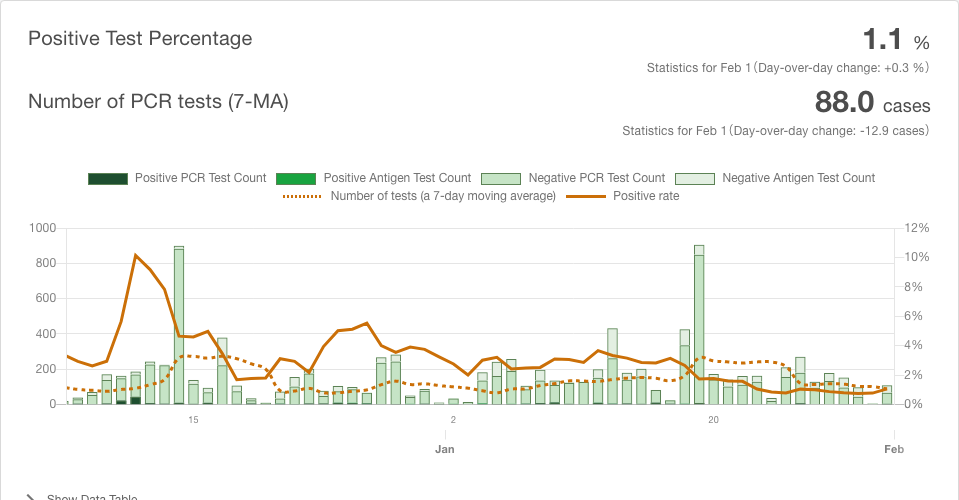 Positive Test Percentage
1.1 %
Statistics for Feb 1 (Day-over-day change: +0.3 %)
Number of PCR tests (7-MA)
88.0 cases
Statistics for Feb 1 (Day-over-day change: -12.9 cases)
Positive PCR Test Count Positive Antigen Test Count Negative PCR Test Count Negative Antigen Test Count
Number of tests (a 7-day moving average) Positive rate
1000 12%
800 10%
8%
600 6%
400 4%
200 2%
0 0%
15 2 20
Jan Feb
Show Data Table